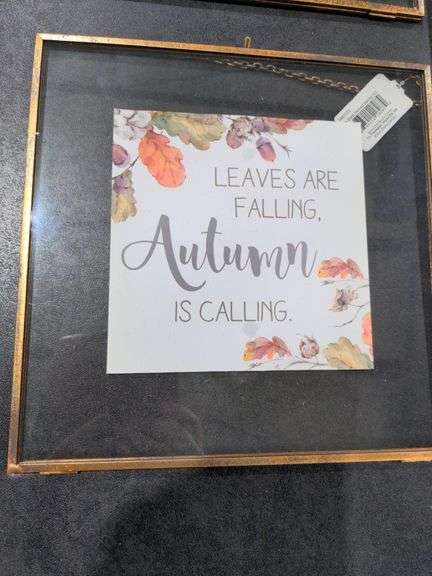 LEAVES ARE
FALLING,
Autumn
IS CALLING.